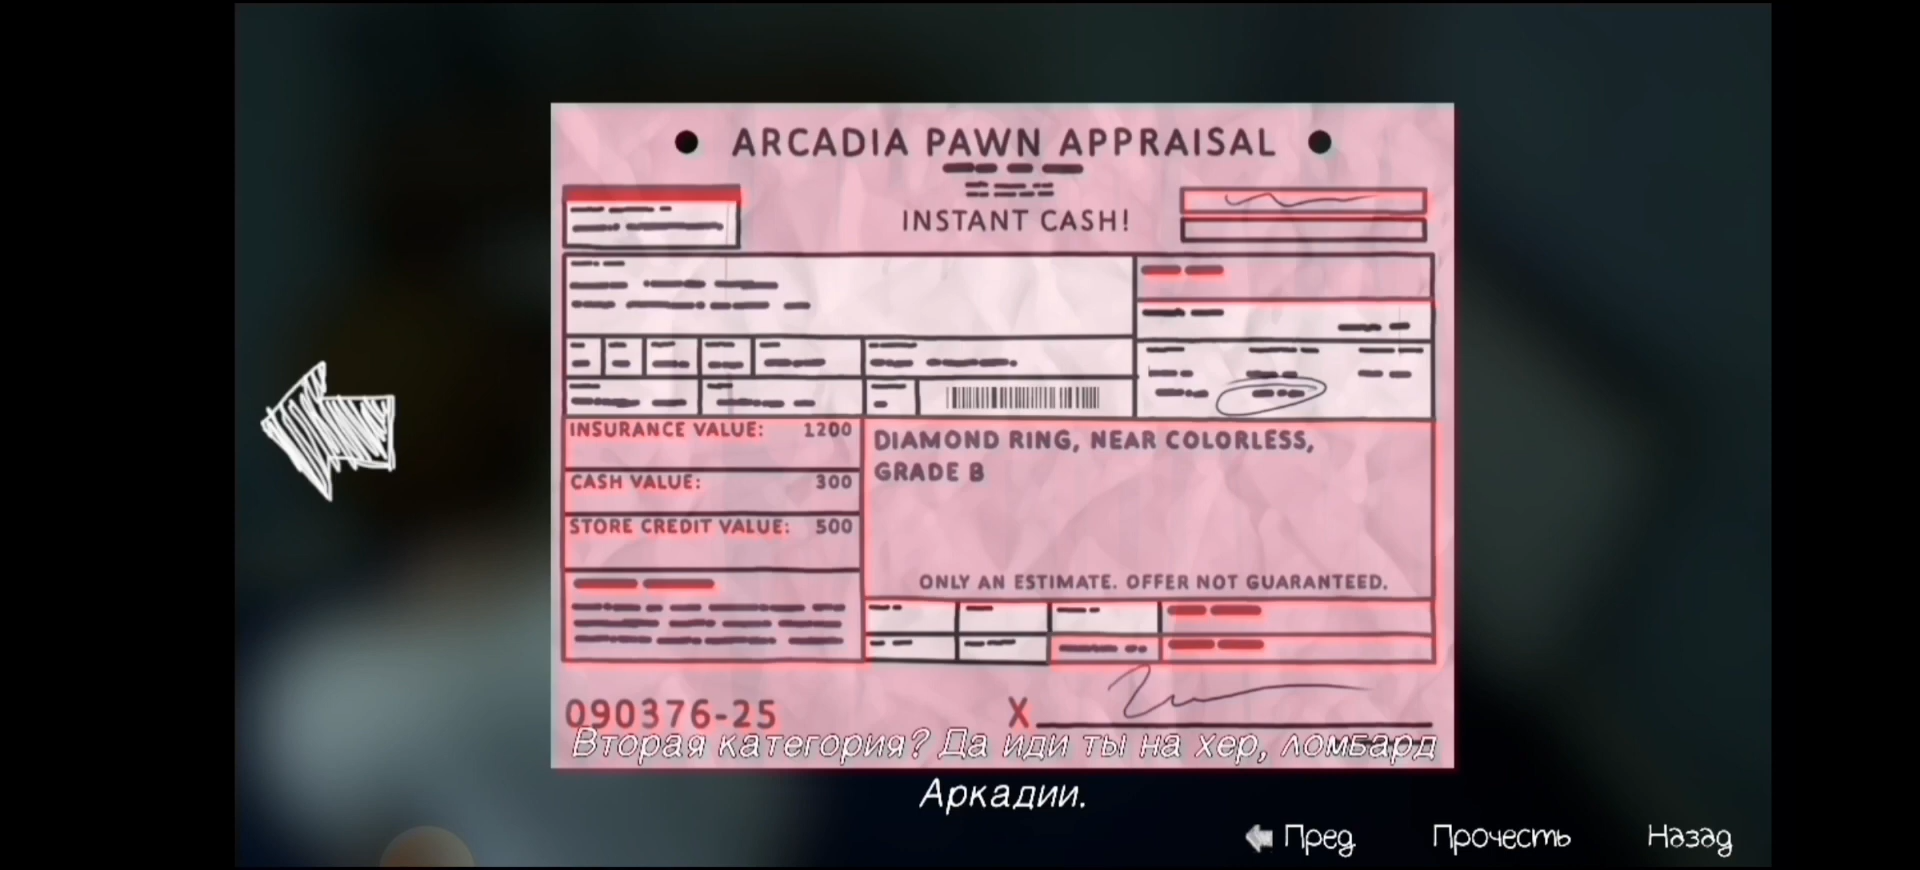 ARCADIA PAWN APPRAISAL
INSTANT CASH!
INSURANCE VALUE: 1200
CASH VALUE: 300
STORE CREDIT VALUE: 500
DIAMOND RING, NEAR COLORLESS,
GRADE B
ONLY AN ESTIMATE. OFFER NOT GUARANTEED.
090376-25
X
Вторая категория? Да иди ты на хер, ломбард
Аркадии.
Пред
Прочесть
Назад